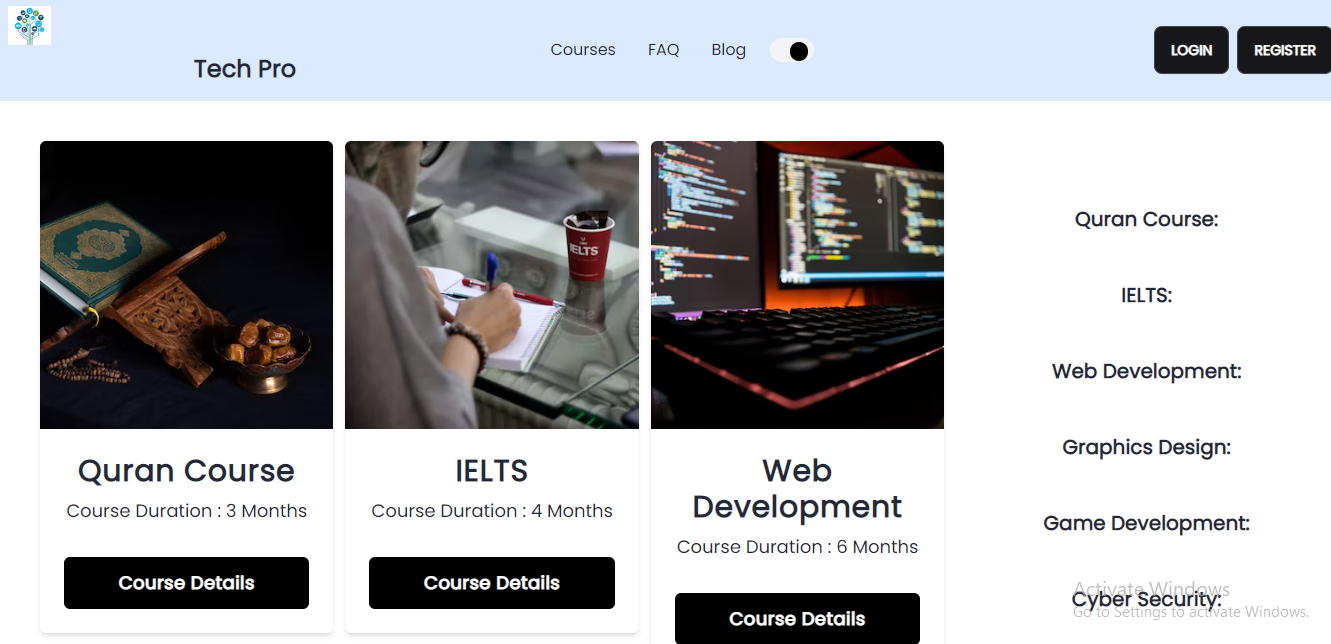 Tech Pro
Courses
FAQ
Blog
LOGIN
REGISTER
IELTS
Quran Course
Course Duration : 3 Months
Course Details
IELTS
Course Duration : 4 Months
Course Details
Web
Development
Course Duration : 6 Months
Course Details
Quran Course:
IELTS:
Web Development:
Graphics Design:
Game Development:
Cyber Security:
Activate Windows
Go to Settings to activate Windows.